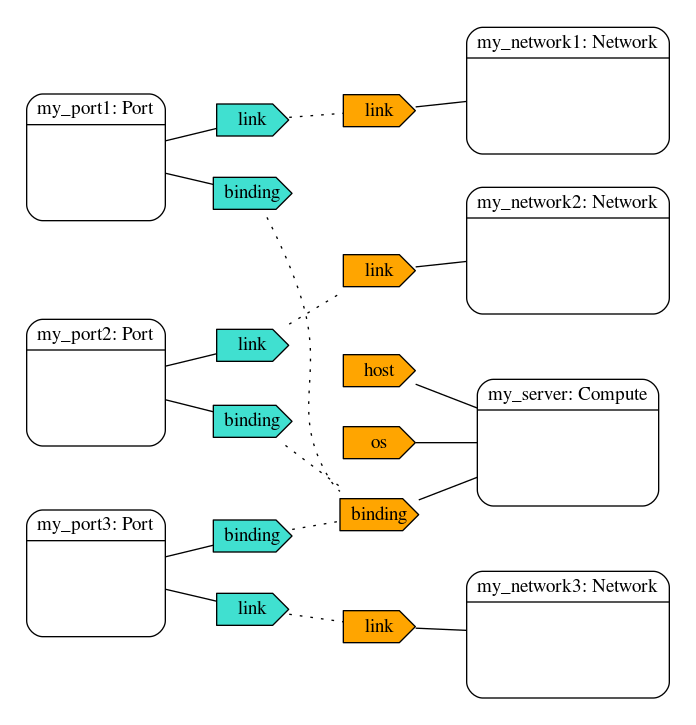 my_network1: Network
my_port1: Port
link
link
binding
my_network2: Network
link
my_port2: Port
link
host
my_server: Compute
binding
os
my_port3: Port
binding
binding
my_network3: Network
link
link